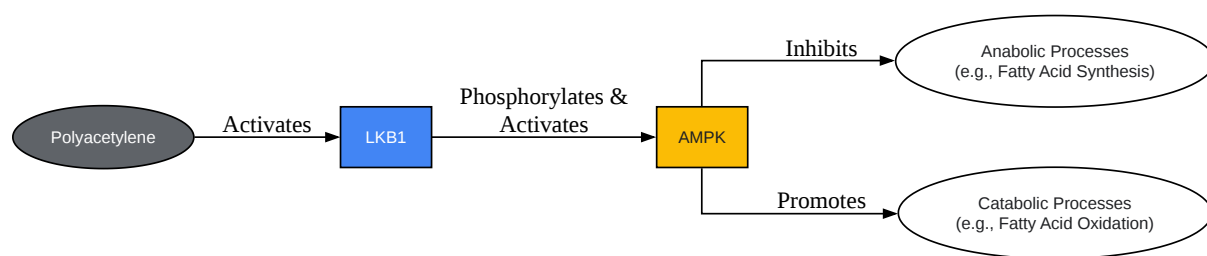 Polyacetylene
Activates
LKB1
Phosphorylates &
Activates
AMPK
Inhibits
Anabolic Processes
(e.g., Fatty Acid Synthesis)
Promotes
Catabolic Processes
(e.g., Fatty Acid Oxidation)